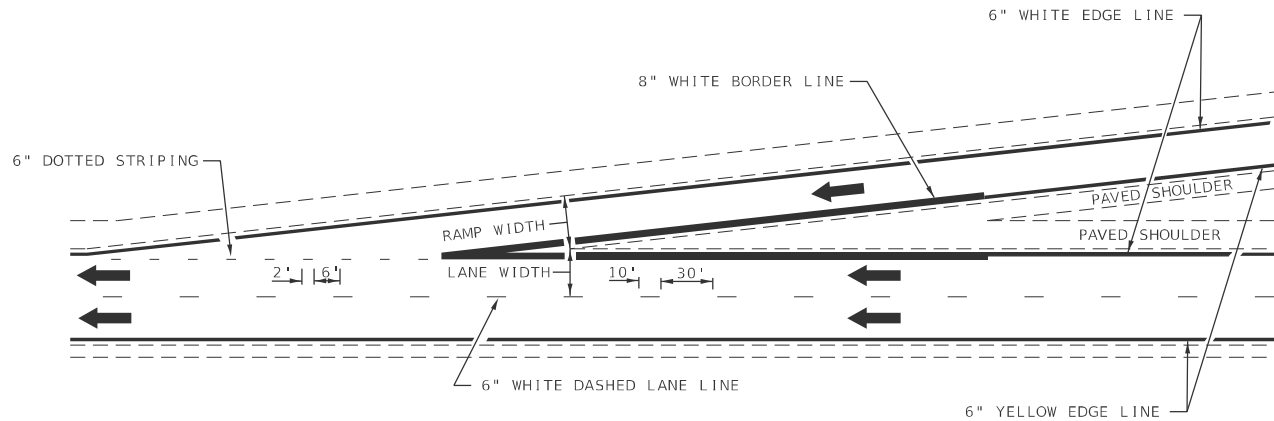 6" WHITE EDGE LINE
8" WHITE BORDER LINE
6" DOTTED STRIPING
PAVED SHOULDER
RAMP WIDTH
PAVED SHOULDER
LANE WIDTH
2' 6'
10' 30'
6" WHITE DASHED LANE LINE
6" YELLOW EDGE LINE